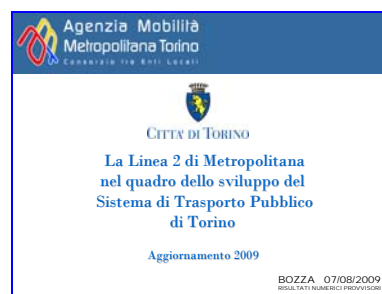 Agenzia Mobilità
Metropolitana Torino
Consorzio tra Enti Locali
CITTA' DI TORINO
La Linea 2 di Metropolitana
nel quadro dello sviluppo del
Sistema di Trasporto Pubblico
di Torino
Aggiornamento 2009
BOZZA 07/08/2009
RISULTATI NUMERICI PROVVISORI